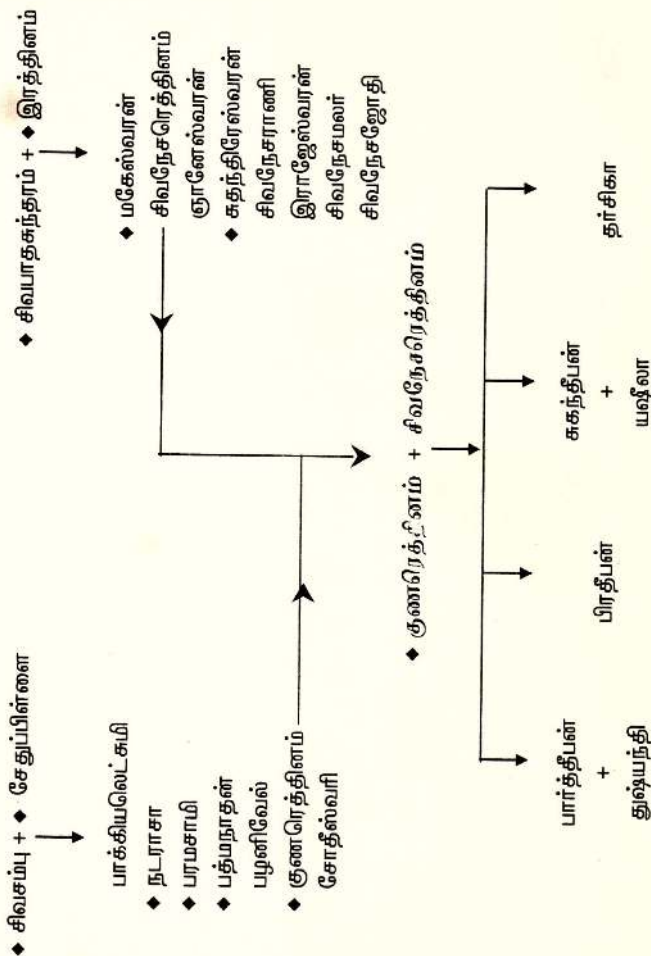 ◆ சிவசம்பு + ◆ சேதுப்பிள்ளை
பாக்கியலெட்சுமி
◆ நடராசா
◆ பரமசாமி
◆ பத்மநாதன்
பழனிவேல்
◆ குணரெத்தினம்
சோதீஸ்வரி
◆ சிவபாதசுந்தரம் + ◆ இரத்தினம்
◆ மகேஸ்வரன்
சிவநேசரெத்தினம்
ஞானேஸ்வரன்
◆ சுதந்திரேஸ்வரன்
சிவநேசராணி
இராஜேஸ்வரன்
சிவநேசமலர்
சிவநேசஜோதி
◆ குணரெத்தினம் + சிவநேசரெத்தினம்
பார்த்தீபன்
+
துஷ்யந்தி
பிரதீபன்
சுகந்தீபன்
+
யஷீலா
தர்சிகா